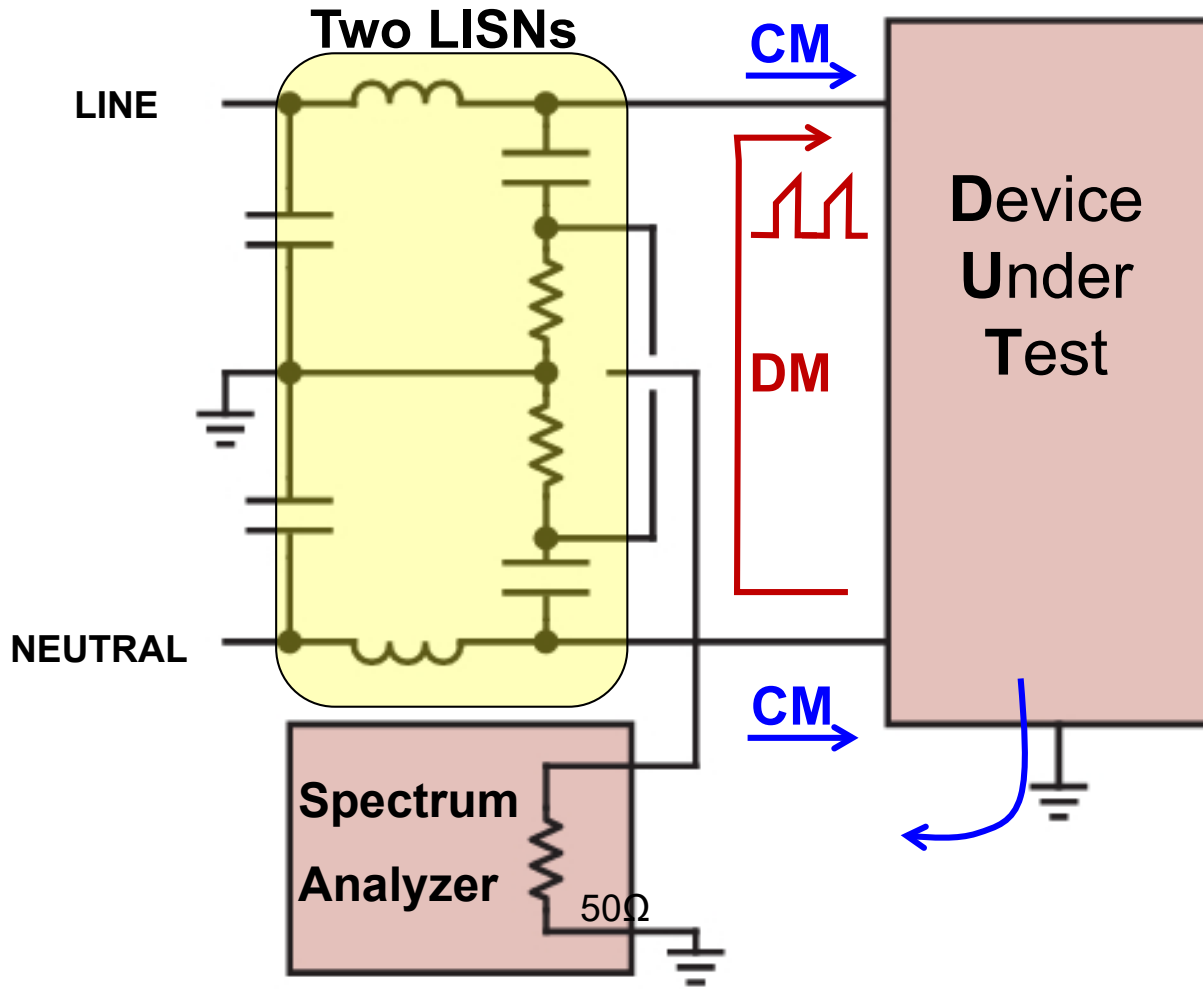 Two LISNs
CM
LINE
Device
Under
Test
DM
NEUTRAL
CM
Spectrum
Analyzer
50Ω